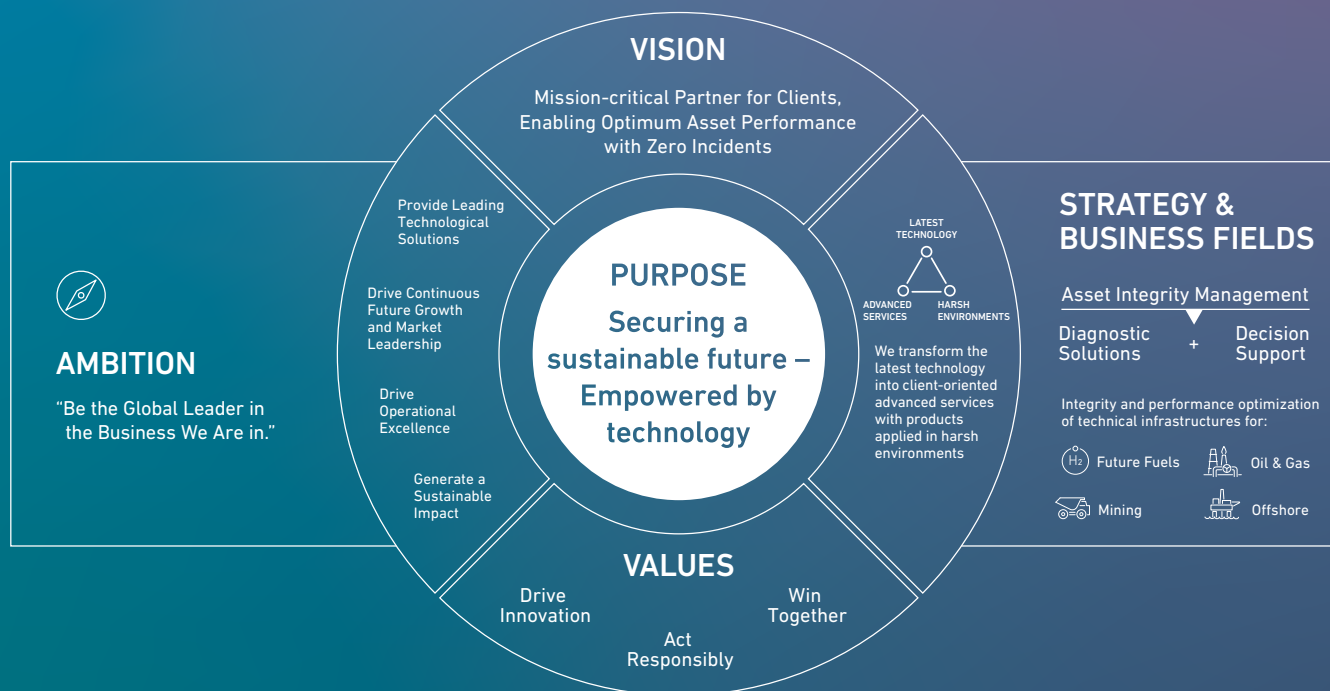 VISION
Mission-critical Partner for Clients,
Enabling Optimum Asset Performance
with Zero Incidents
AMBITION
“Be the Global Leader in
the Business We Are in.”
Provide Leading
Technological
Solutions
Drive Continuous
Future Growth
and Market
Leadership
Drive
Operational
Excellence
Generate a
Sustainable
Impact
PURPOSE
Securing a
sustainable future –
Empowered by
technology
LATEST
TECHNOLOGY
ADVANCED
SERVICES
HARSH
ENVIRONMENTS
We transform the
latest technology
into client-oriented
advanced services
with products
applied in harsh
environments
STRATEGY &
BUSINESS FIELDS
Asset Integrity Management
Diagnostic
Solutions
+
Decision
Support
Integrity and performance optimization
of technical infrastructures for:
H₂ Future Fuels
Oil & Gas
Mining
Offshore
VALUES
Drive
Innovation
Act
Responsibly
Win
Together